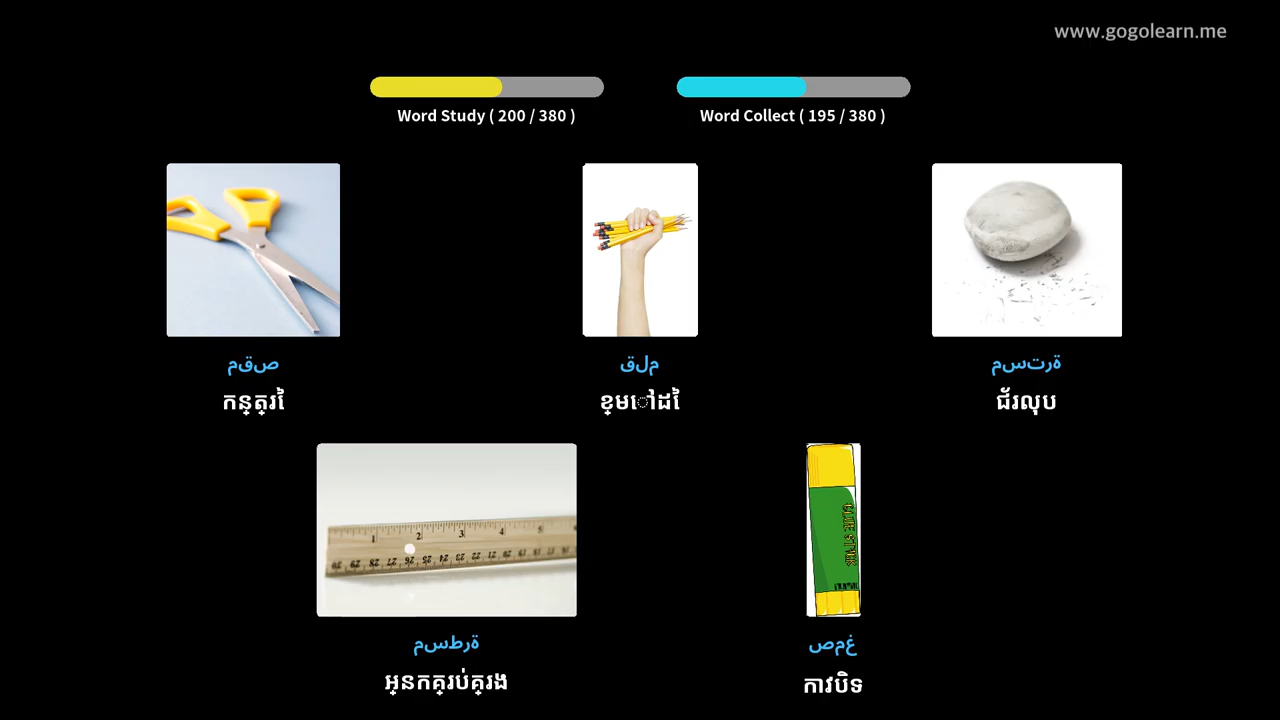 www.gogolearn.me
Word Study ( 200 / 380 )
Word Collect ( 195 / 380 )
مقص
قلم
مسترة
កន្ត្រៃ
ខ្មៅដៃ
ជ័រលុប
GLUE STICK
مسطرة
صمغ
អ្នកគ្រប់គ្រង
កាវបិទ